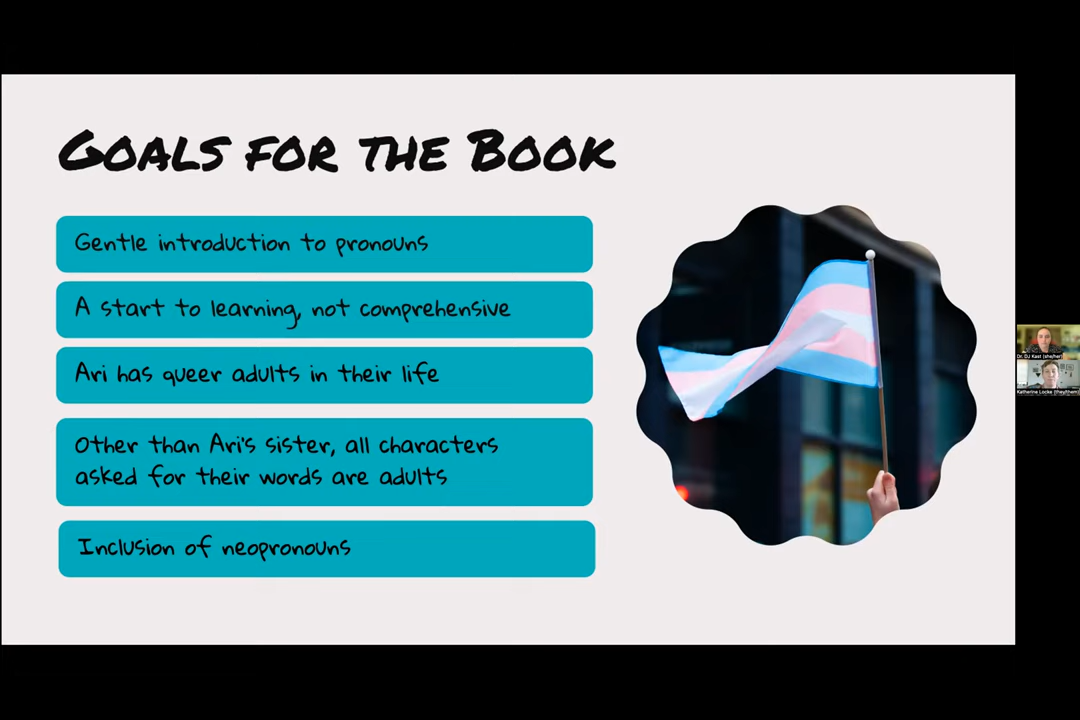 Goals for the Book
Gentle introduction to pronouns
A start to learning, not comprehensive
Ari has queer adults in their life
Other than Ari's sister, all characters
asked for their words are adults
Inclusion of neopronouns
Dr. DJ Kast (she/her)
Katherine Locke (they/them)